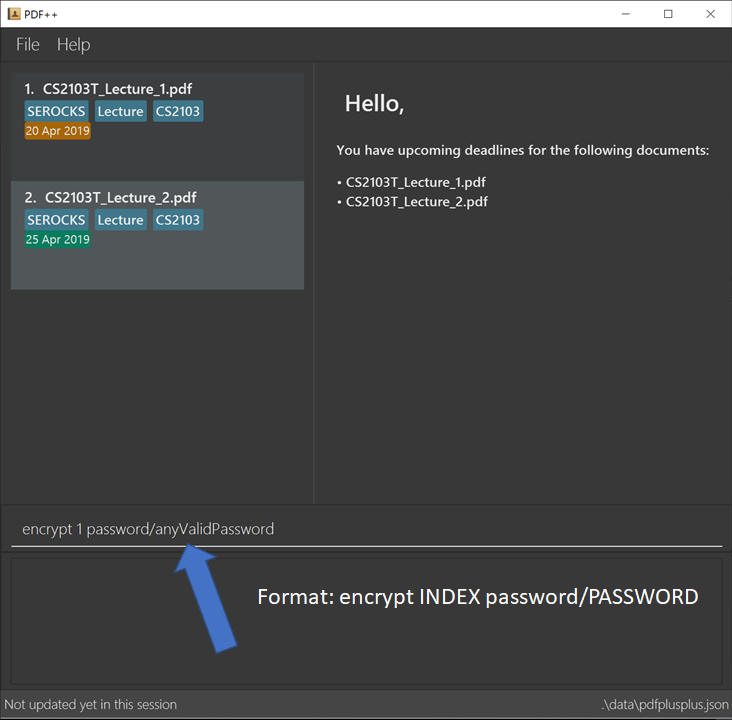 PDF++
File Help
1. CS2103T_Lecture_1.pdf
SEROCKS Lecture CS2103
20 Apr 2019
2. CS2103T_Lecture_2.pdf
SEROCKS Lecture CS2103
25 Apr 2019
Hello,
You have upcoming deadlines for the following documents:
• CS2103T_Lecture_1.pdf
• CS2103T_Lecture_2.pdf
encrypt 1 password/anyValidPassword
Format: encrypt INDEX password/PASSWORD
Not updated yet in this session
.\data\pdfplusplus.json